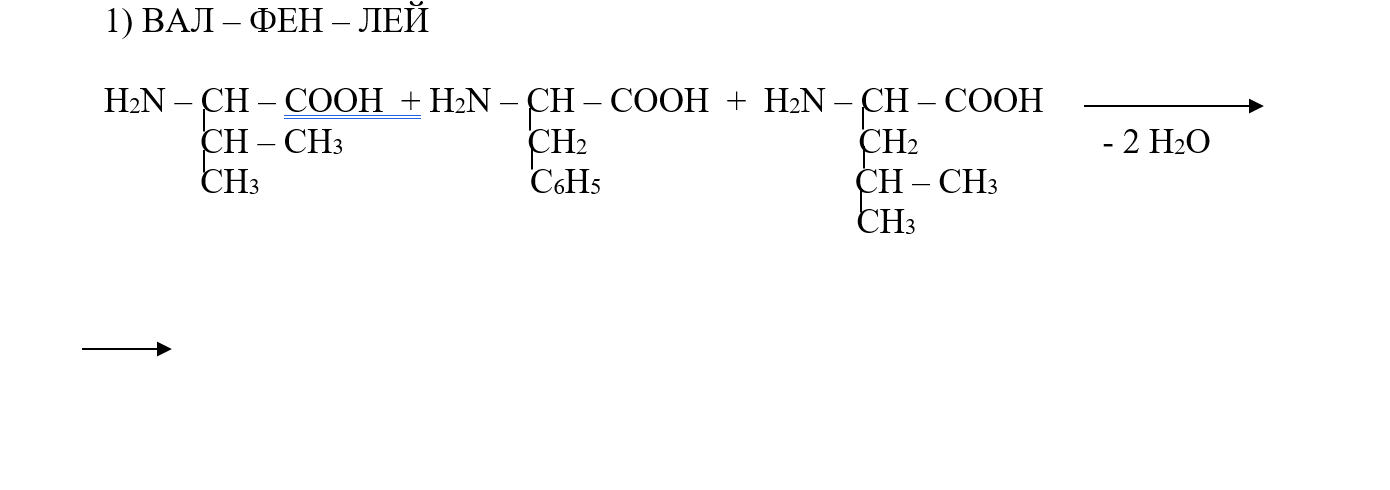 1) ВАЛ – ФЕН – ЛЕЙ
H2N – CH – COOH + H2N – CH – COOH + H2N – CH – COOH
CH – CH3 CH2 CH2 - 2 H2O
CH3 C6H5 CH – CH3
CH3